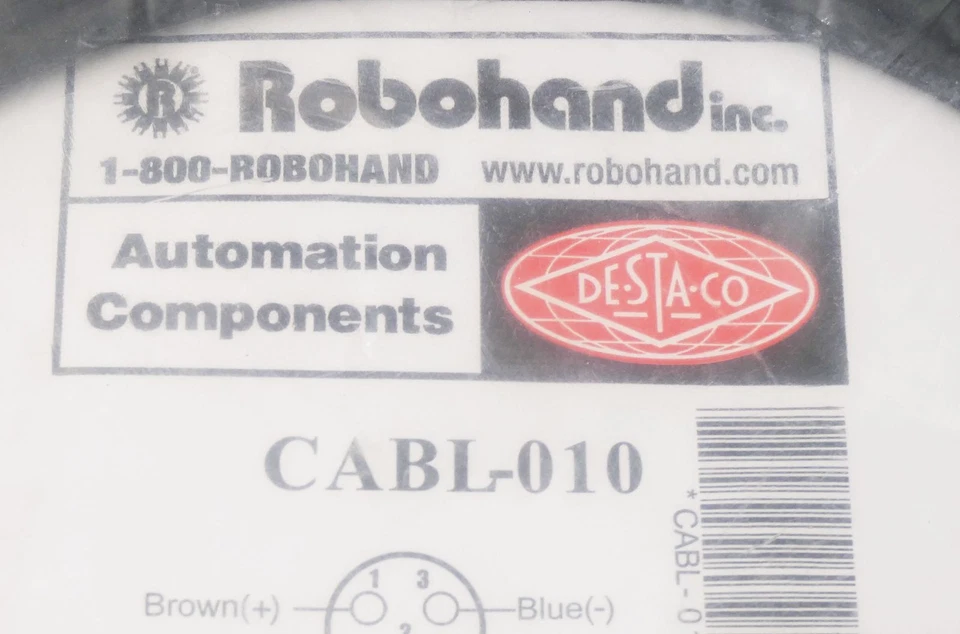 R Robohand inc.
1-800-ROBOHAND www.robohand.com
Automation
Components
DE·STA·CO
CABL-010
* CABL-0
1 3
Brown(+) Blue(-)
2